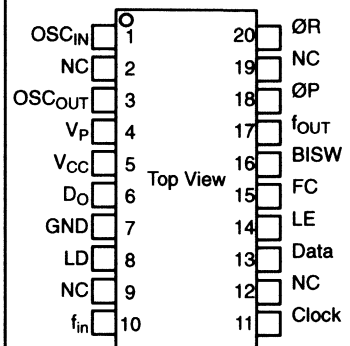 OSCIN 1 20 ØR
NC 2 19 NC
OSCOUT 3 18 ØP
VP 4 17 fOUT
VCC 5 16 BISW
Top View
DO 6 15 FC
GND 7 14 LE
LD 8 13 Data
NC 9 12 NC
fin 10 11 Clock